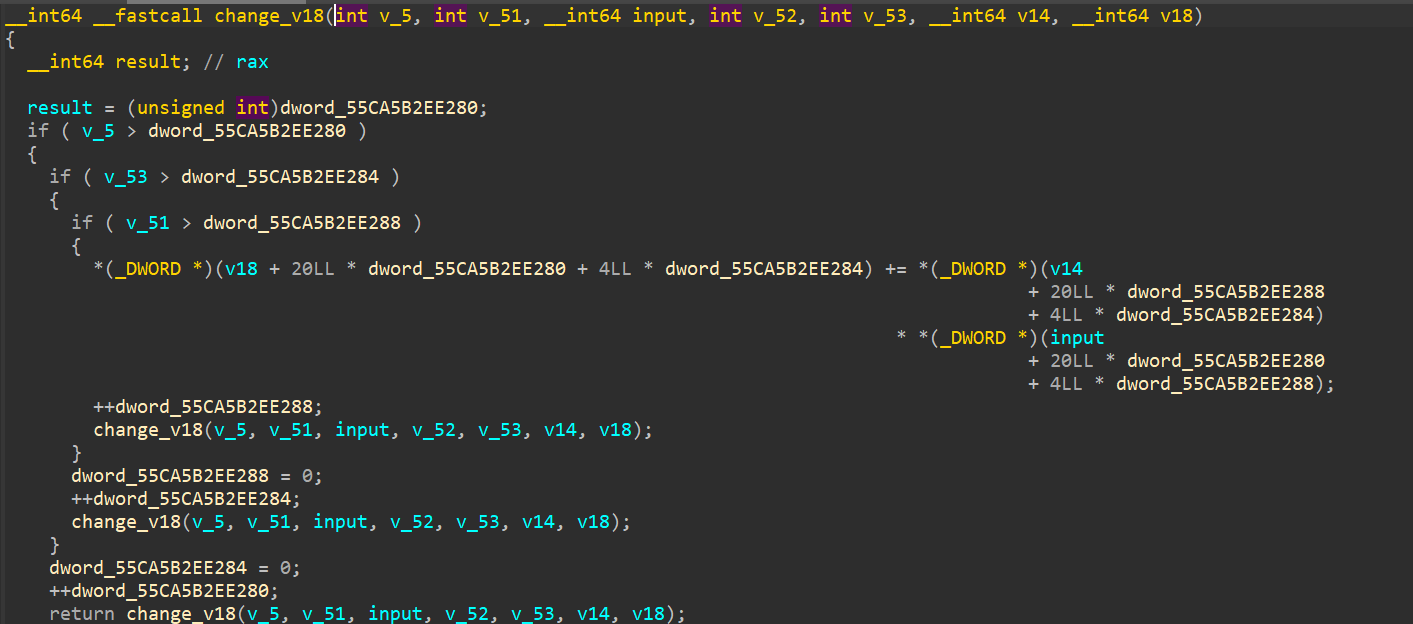 __int64 __fastcall change_v18(int v_5, int v_51, __int64 input, int v_52, int v_53, __int64 v14, __int64 v18)
{
  __int64 result; // rax
  result = (unsigned int)dword_55CA5B2EE280;
  if ( v_5 > dword_55CA5B2EE280 )
  {
    if ( v_53 > dword_55CA5B2EE284 )
    {
      if ( v_51 > dword_55CA5B2EE288 )
      {
        *(_DWORD *)(v18 + 20LL * dword_55CA5B2EE280 + 4LL * dword_55CA5B2EE284) += *(_DWORD *)(v14
                                                                                             + 20LL * dword_55CA5B2EE288
                                                                                             + 4LL * dword_55CA5B2EE284)
                                                                                 * *(_DWORD *)(input
                                                                                             + 20LL * dword_55CA5B2EE280
                                                                                             + 4LL * dword_55CA5B2EE288);
        ++dword_55CA5B2EE288;
        change_v18(v_5, v_51, input, v_52, v_53, v14, v18);
      }
      dword_55CA5B2EE288 = 0;
      ++dword_55CA5B2EE284;
      change_v18(v_5, v_51, input, v_52, v_53, v14, v18);
    }
    dword_55CA5B2EE284 = 0;
    ++dword_55CA5B2EE280;
    return change_v18(v_5, v_51, input, v_52, v_53, v14, v18);